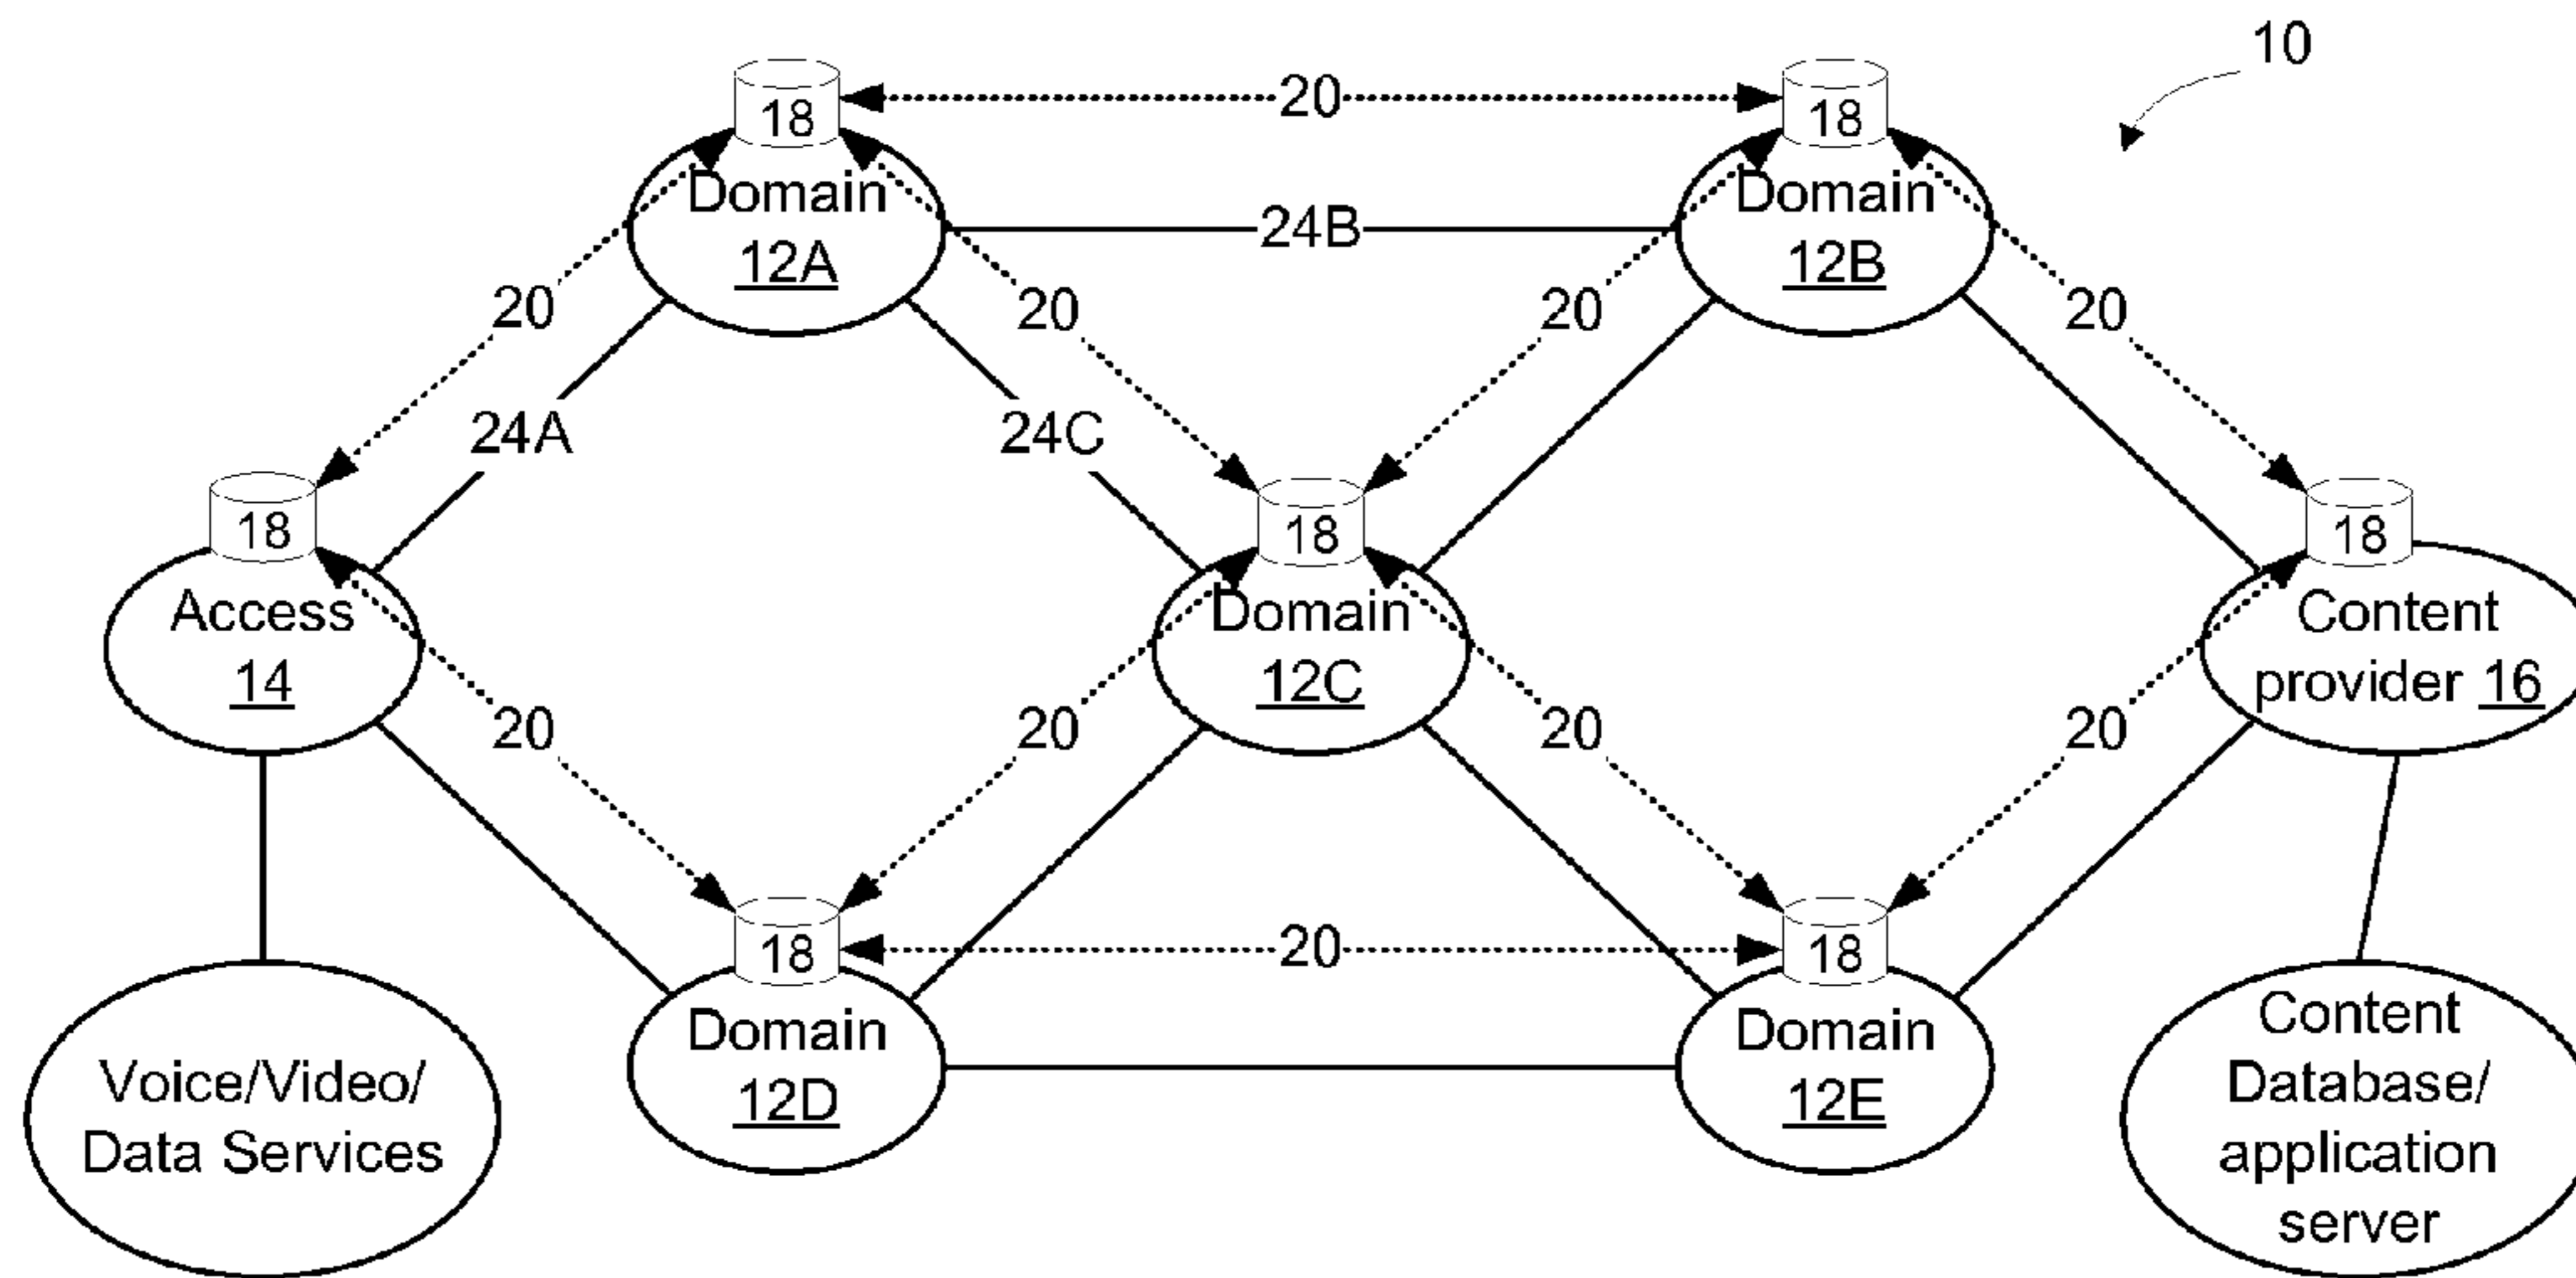 10
18
20
18
Domain
12A
24B
Domain
12B
20
20
20
20
24A
24C
18
18
18
Access
14
Domain
12C
Content
provider 16
20
20
20
20
18
20
18
Domain
12D
Domain
12E
Voice/Video/
Data Services
Content
Database/
application
server